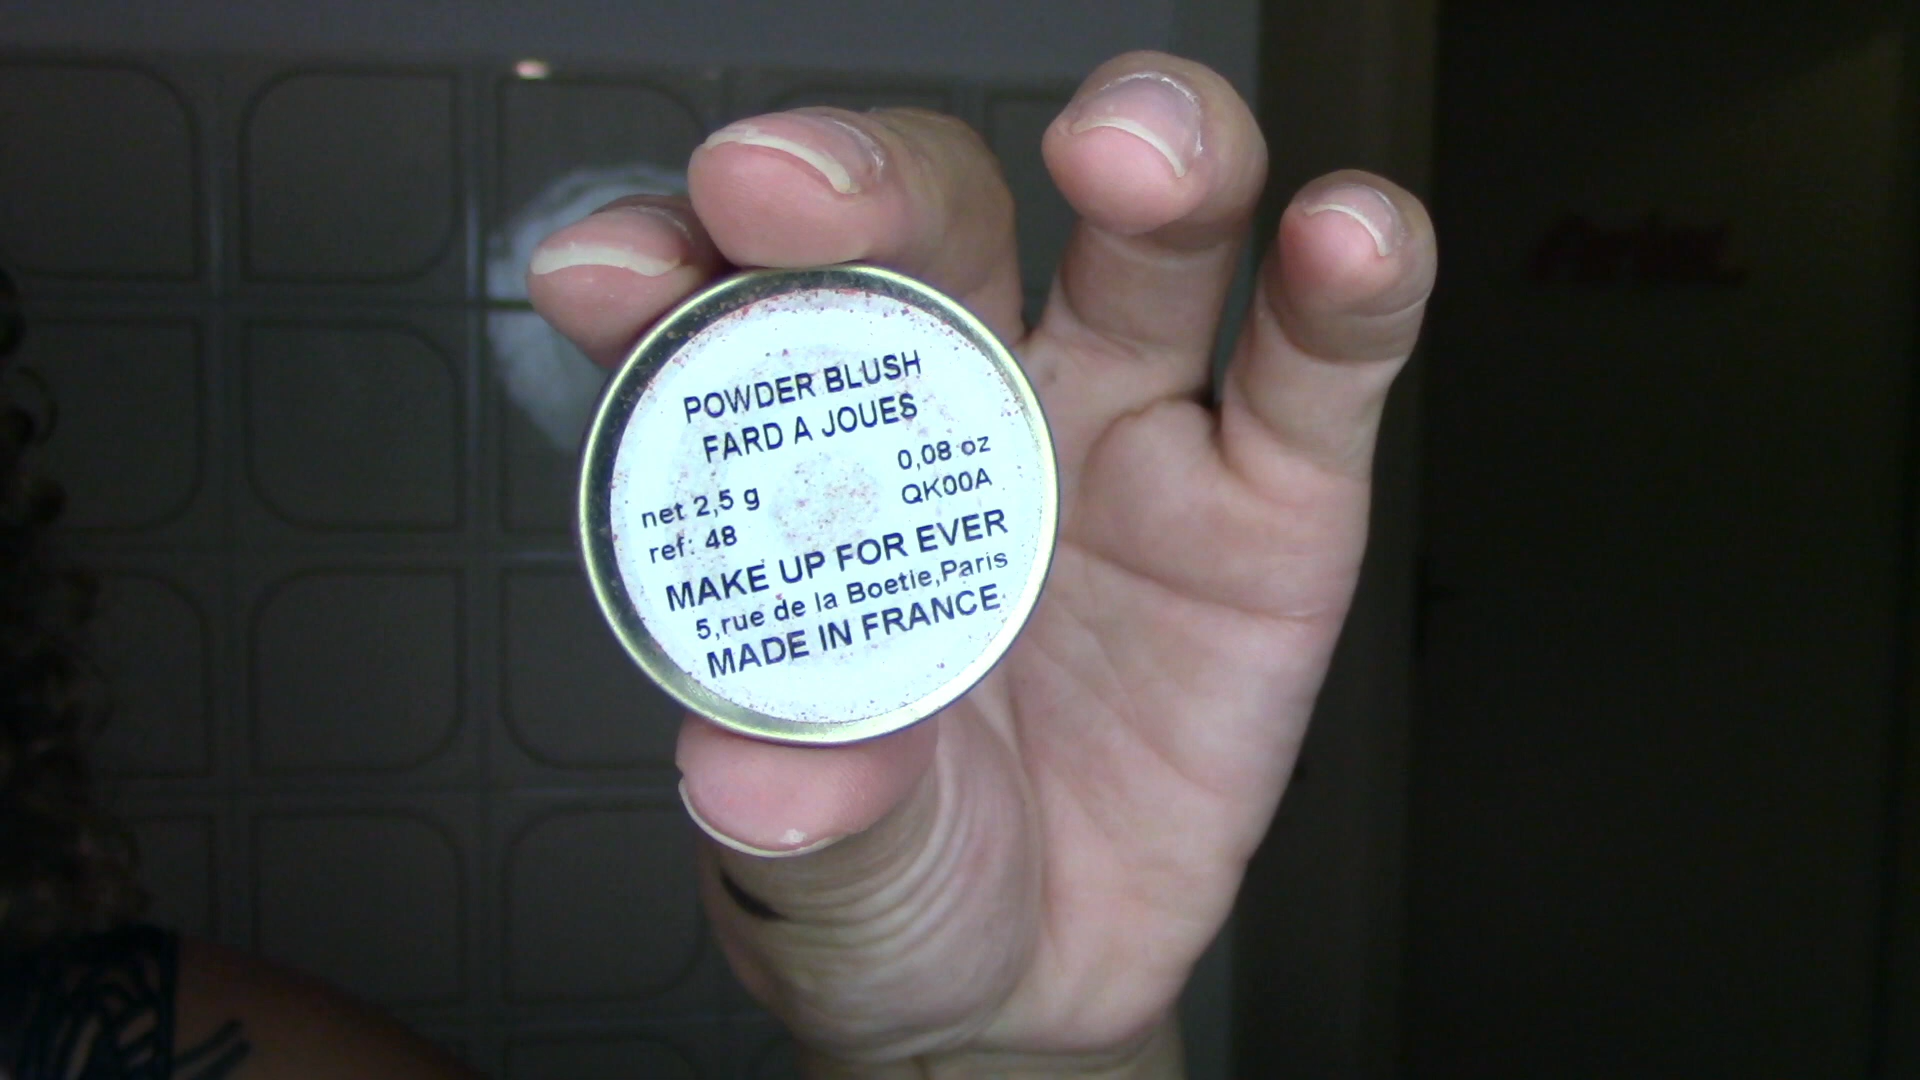 POWDER BLUSH
FARD A JOUES
0,08 oz
net 2,5 g
QK00A
ref: 48
MAKE UP FOR EVER
5,rue de la Boetie,Paris
MADE IN FRANCE